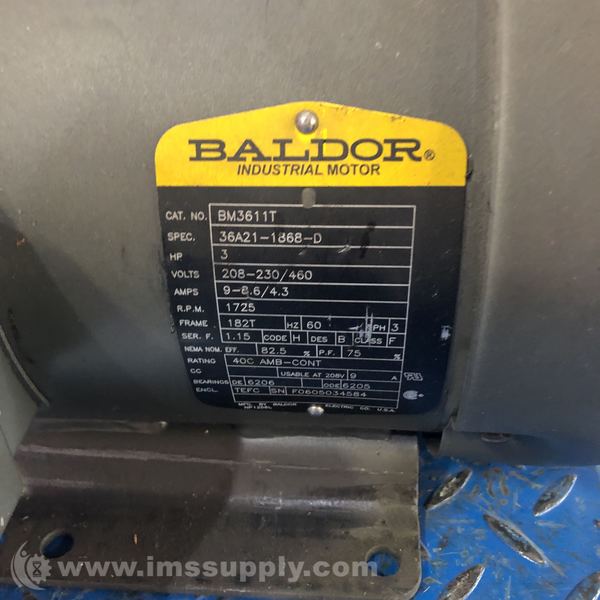 BALDOR®
INDUSTRIAL MOTOR
CAT. NO. BM3611T
SPEC. 36A21-1868-D
HP 3
VOLTS 208-230/460
AMPS 9-8.6/4.3
R.P.M. 1725
FRAME 182T HZ 60 PH 3
SER. F. 1.15 CODE H DES B CLASS F
NEMA NOM. EFF. 82.5 % P.F. 75 %
RATING 40C AMB-CONT
CC USABLE AT 208V 9 A
BEARINGS DE 6206 ODE 6205
ENCL. TEFC SN F0605034584
MFG. BY BALDOR ELECTRIC CO. U.S.A.
www.imssupply.com